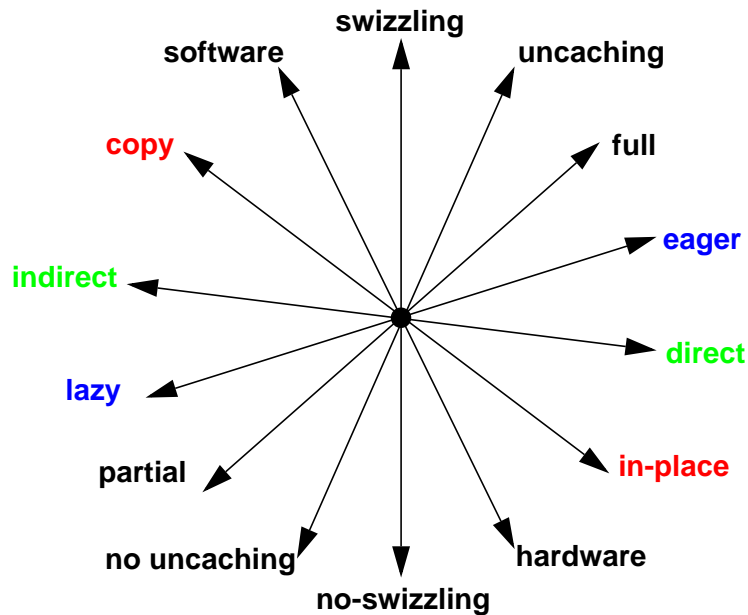 swizzling
software
uncaching
copy
full
eager
indirect
direct
lazy
partial
in-place
no uncaching
hardware
no-swizzling